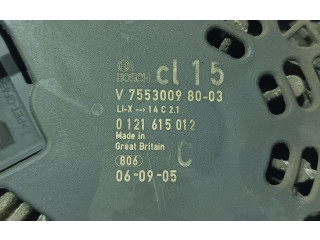 BOSCH cl 15
V 7553009 80-03
LI-X --> 14 C 2.1
0 121 615 012
Made in
Great Britain C
806
06-09-05